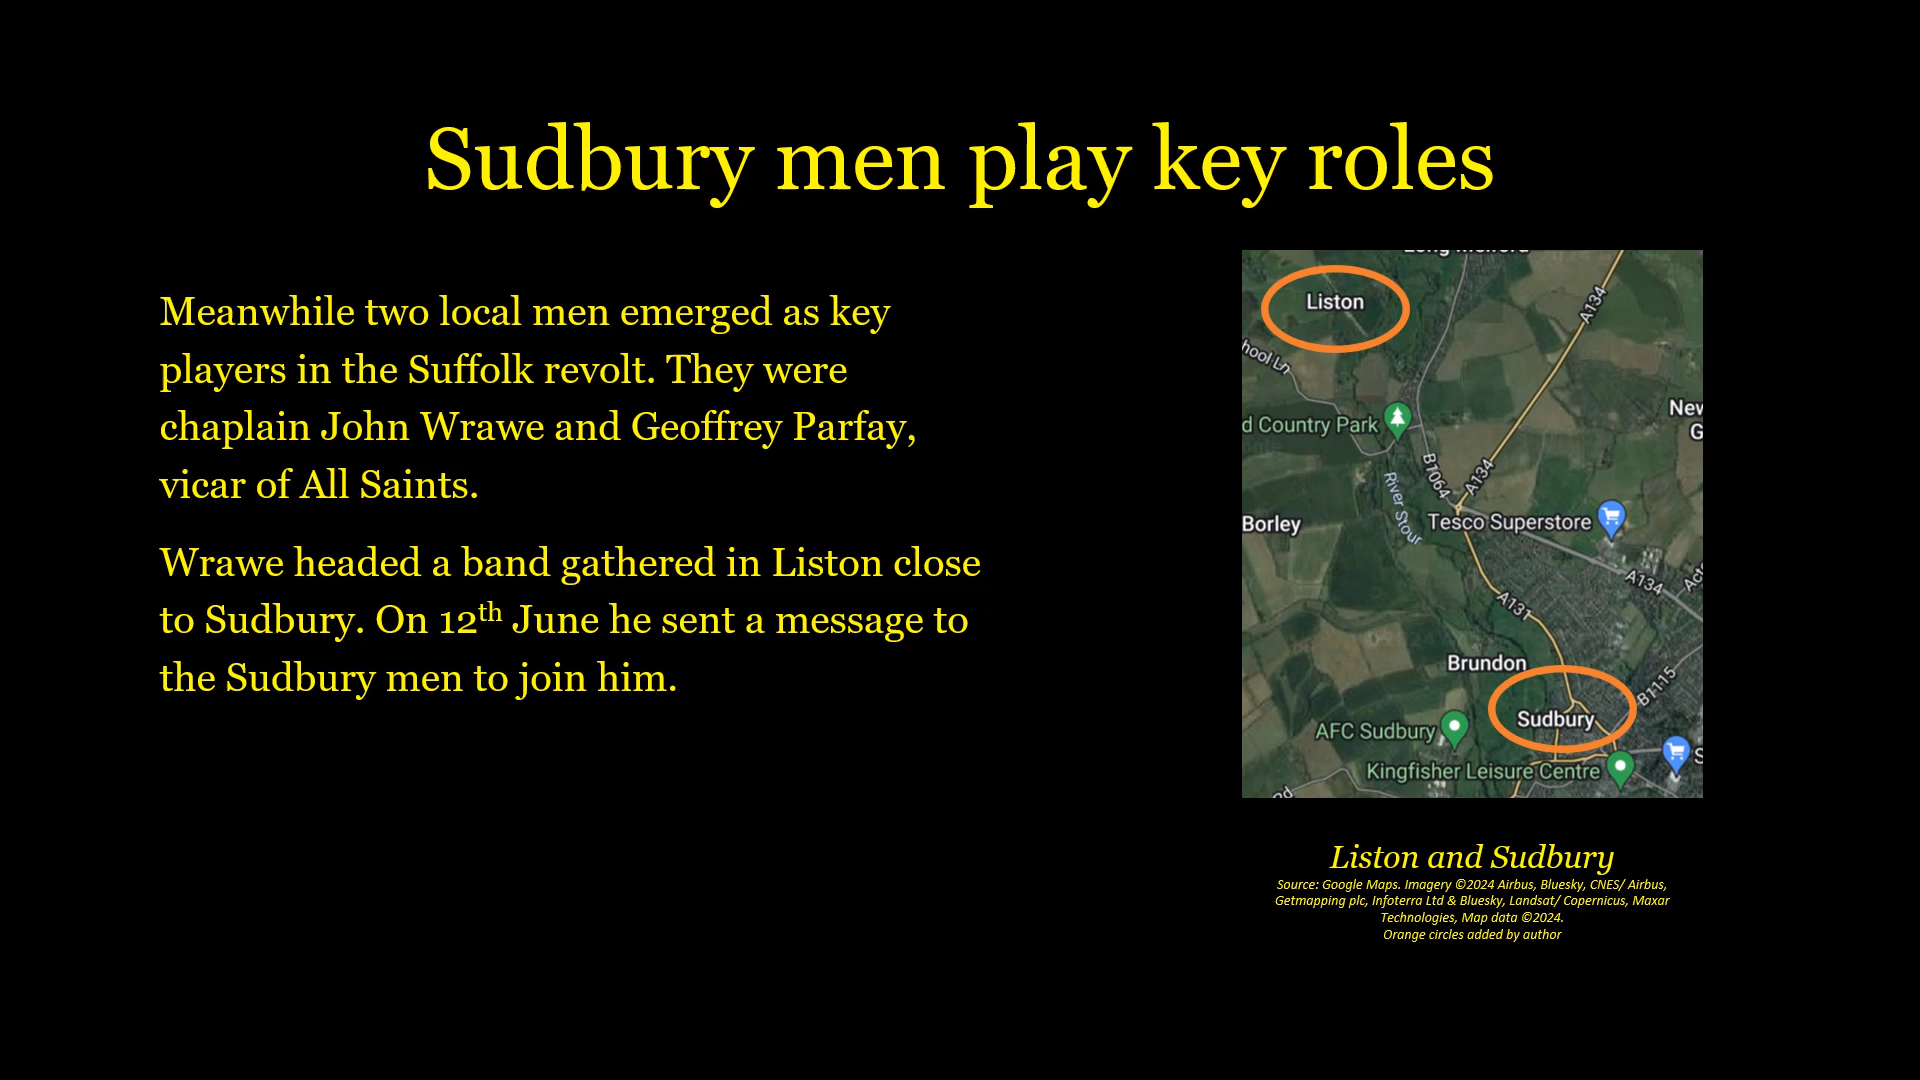 Sudbury men play key roles
Meanwhile two local men emerged as key
players in the Suffolk revolt. They were
chaplain John Wrawe and Geoffrey Parfay,
vicar of All Saints.
Wrawe headed a band gathered in Liston close
to Sudbury. On 12th June he sent a message to
the Sudbury men to join him.
Liston
A134
hool Ln
d Country Park
New
G
B1064
A134
River Stour
Borley
Tesco Superstore
A134
Act
A131
Brundon
B1115
Sudbury
AFC Sudbury
S
Kingfisher Leisure Centre
Rd
Liston and Sudbury
Source: Google Maps. Imagery ©2024 Airbus, Bluesky, CNES/ Airbus,
Getmapping plc, Infoterra Ltd & Bluesky, Landsat/ Copernicus, Maxar
Technologies, Map data ©2024.
Orange circles added by author